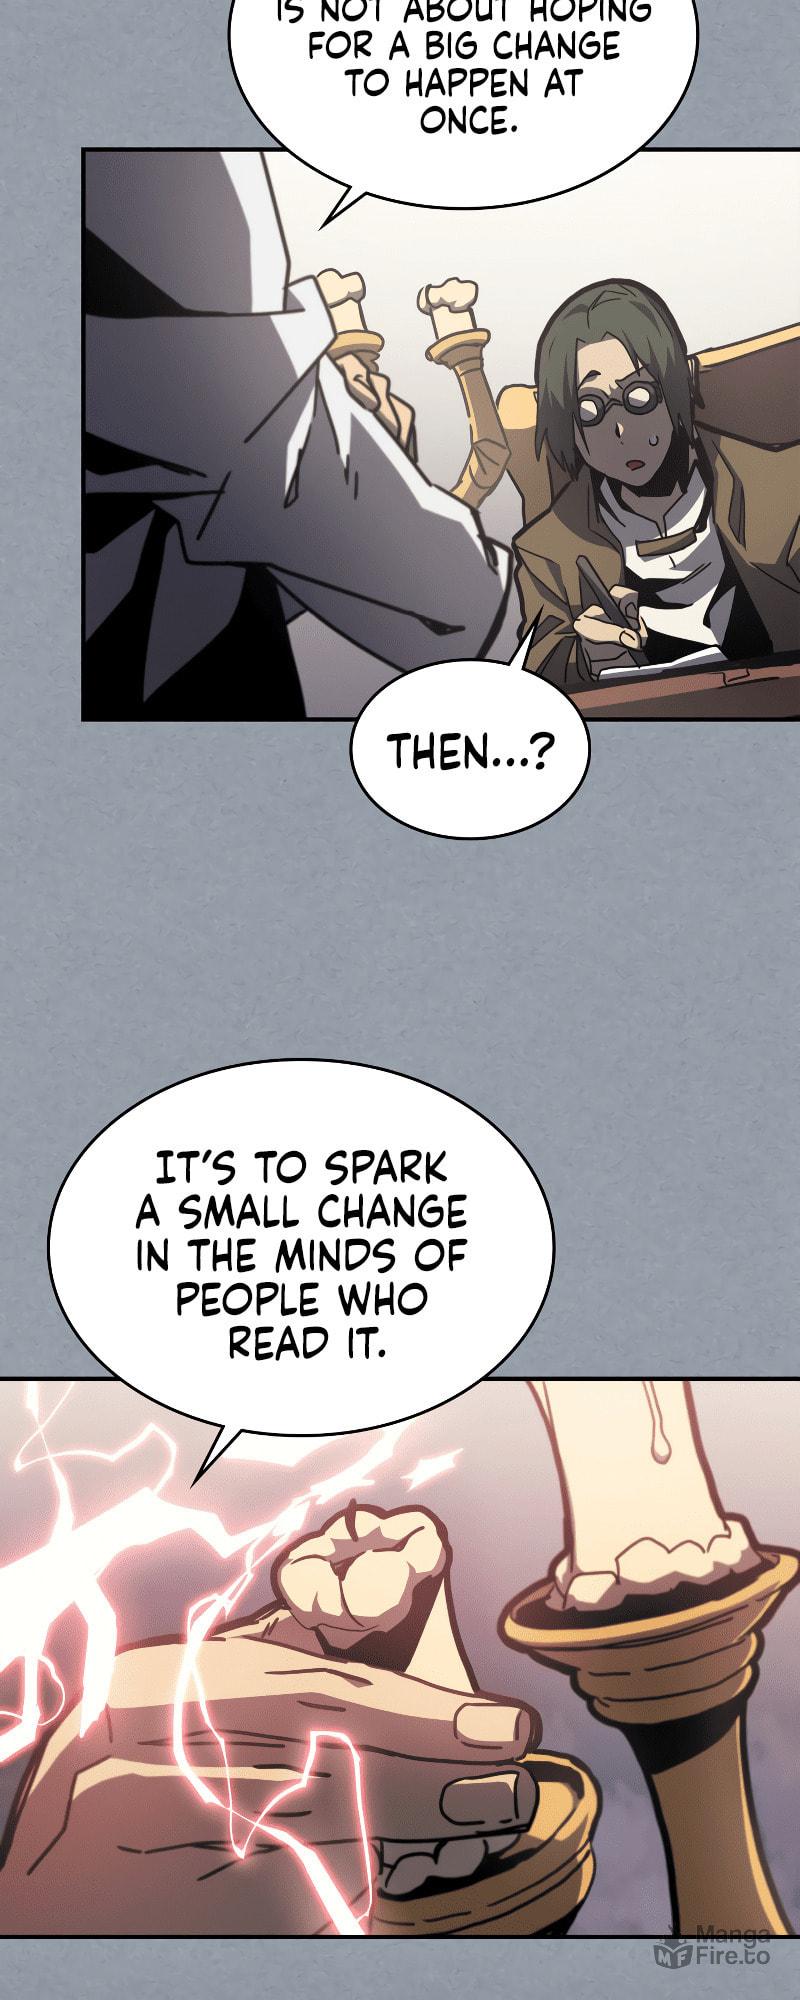 IS NOT ABOUT HOPING
FOR A BIG CHANGE
TO HAPPEN AT
ONCE.
THEN...?
IT'S TO SPARK
A SMALL CHANGE
IN THE MINDS OF
PEOPLE WHO
READ IT.
Manga
MF Fire.to